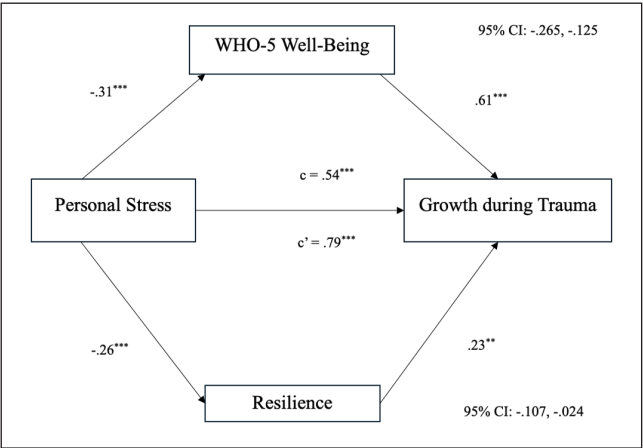 95% CI: -.265, -.125
WHO-5 Well-Being
-.31***
.61***
c = .54***
Personal Stress
Growth during Trauma
c’ = .79***
-.26***
.23**
Resilience
95% CI: -.107, -.024